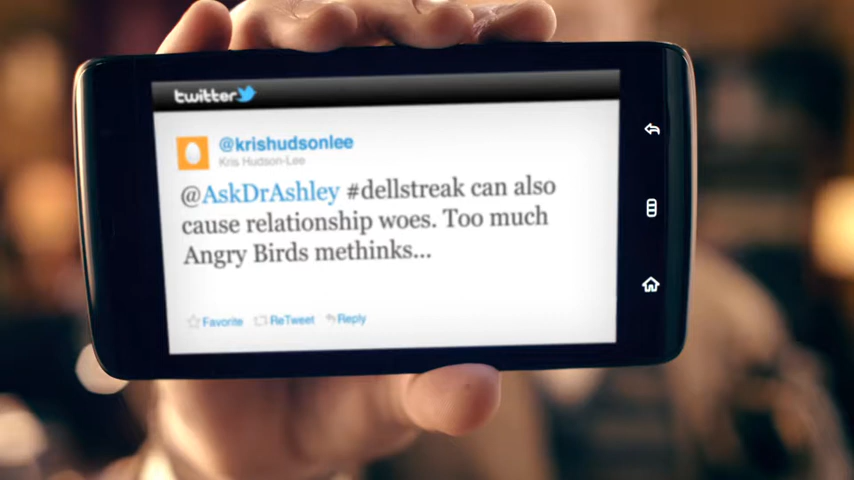 twitter
@krishudsonlee
Kris Hudson-Lee
@AskDrAshley #dellstreak can also
cause relationship woes. Too much
Angry Birds methinks...
Favorite ReTweet Reply